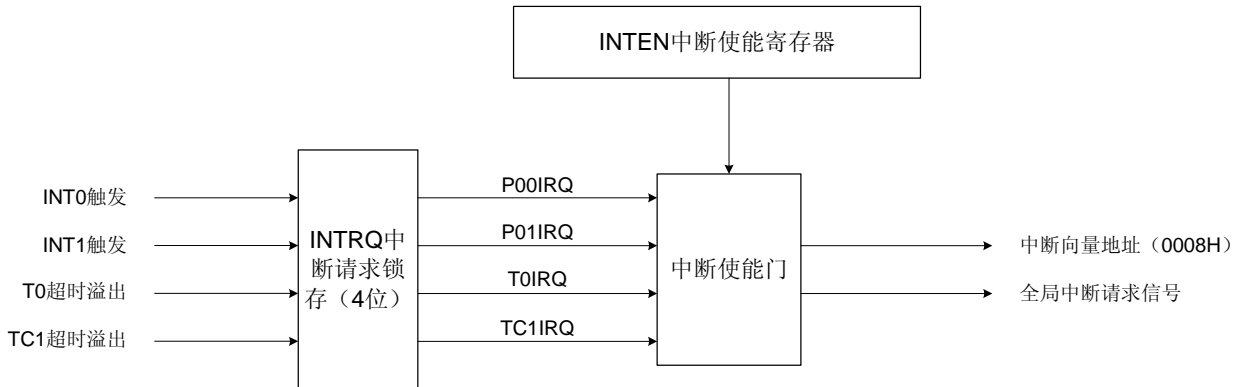 INTEN中断使能寄存器
INT0触发
INT1触发
T0超时溢出
TC1超时溢出
INTRQ中
断请求锁
存（4位）
P00IRQ
P01IRQ
T0IRQ
TC1IRQ
中断使能门
中断向量地址（0008H）
全局中断请求信号